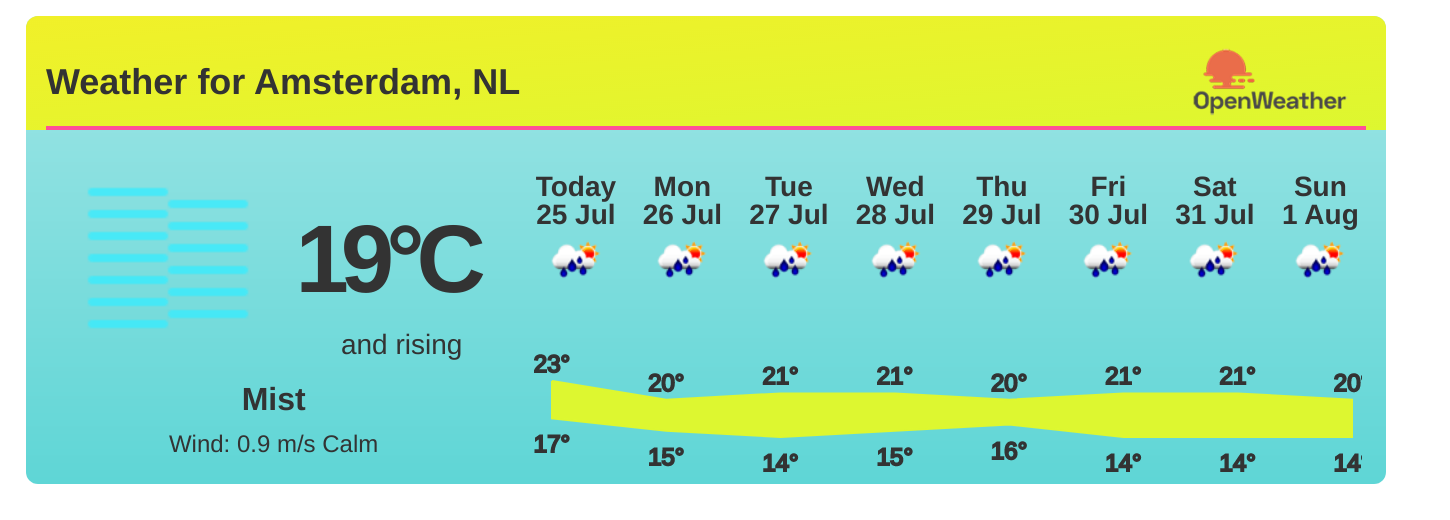 Weather for Amsterdam, NL
OpenWeather
Today Mon Tue Wed Thu Fri Sat Sun
25 Jul 26 Jul 27 Jul 28 Jul 29 Jul 30 Jul 31 Jul 1 Aug
19°C
and rising
23° 20° 21° 21° 20° 21° 21° 20°
Mist
Wind: 0.9 m/s Calm
17° 15° 14° 15° 16° 14° 14° 14°